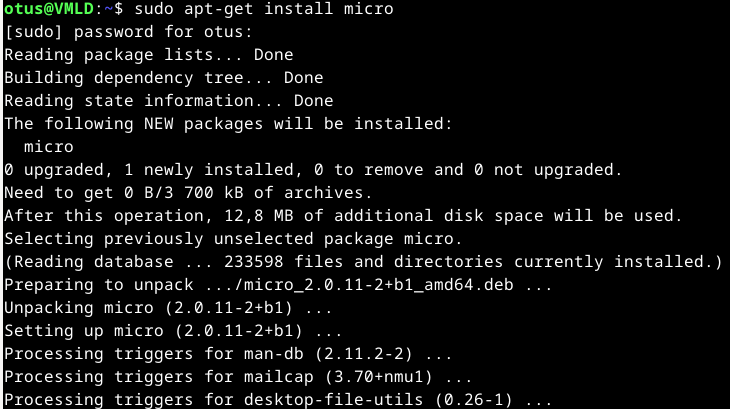 otus@VMLD:~$ sudo apt-get install micro
[sudo] password for otus:
Reading package lists... Done
Building dependency tree... Done
Reading state information... Done
The following NEW packages will be installed:
  micro
0 upgraded, 1 newly installed, 0 to remove and 0 not upgraded.
Need to get 0 B/3 700 kB of archives.
After this operation, 12,8 MB of additional disk space will be used.
Selecting previously unselected package micro.
(Reading database ... 233598 files and directories currently installed.)
Preparing to unpack .../micro_2.0.11-2+b1_amd64.deb ...
Unpacking micro (2.0.11-2+b1) ...
Setting up micro (2.0.11-2+b1) ...
Processing triggers for man-db (2.11.2-2) ...
Processing triggers for mailcap (3.70+nmu1) ...
Processing triggers for desktop-file-utils (0.26-1) ...